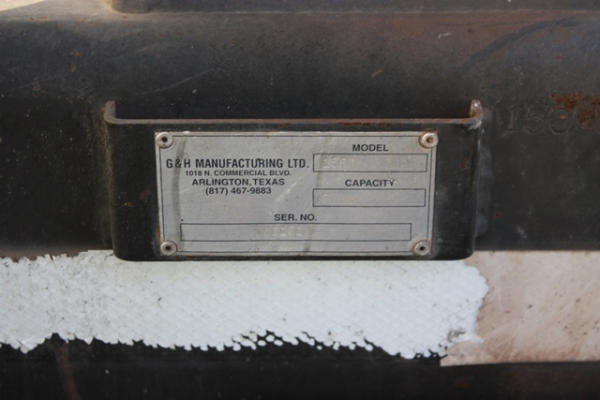 G&H MANUFACTURING LTD.
1018 N. COMMERCIAL BLVD.
ARLINGTON, TEXAS
(817) 467-9883
MODEL
CAPACITY
SER. NO.